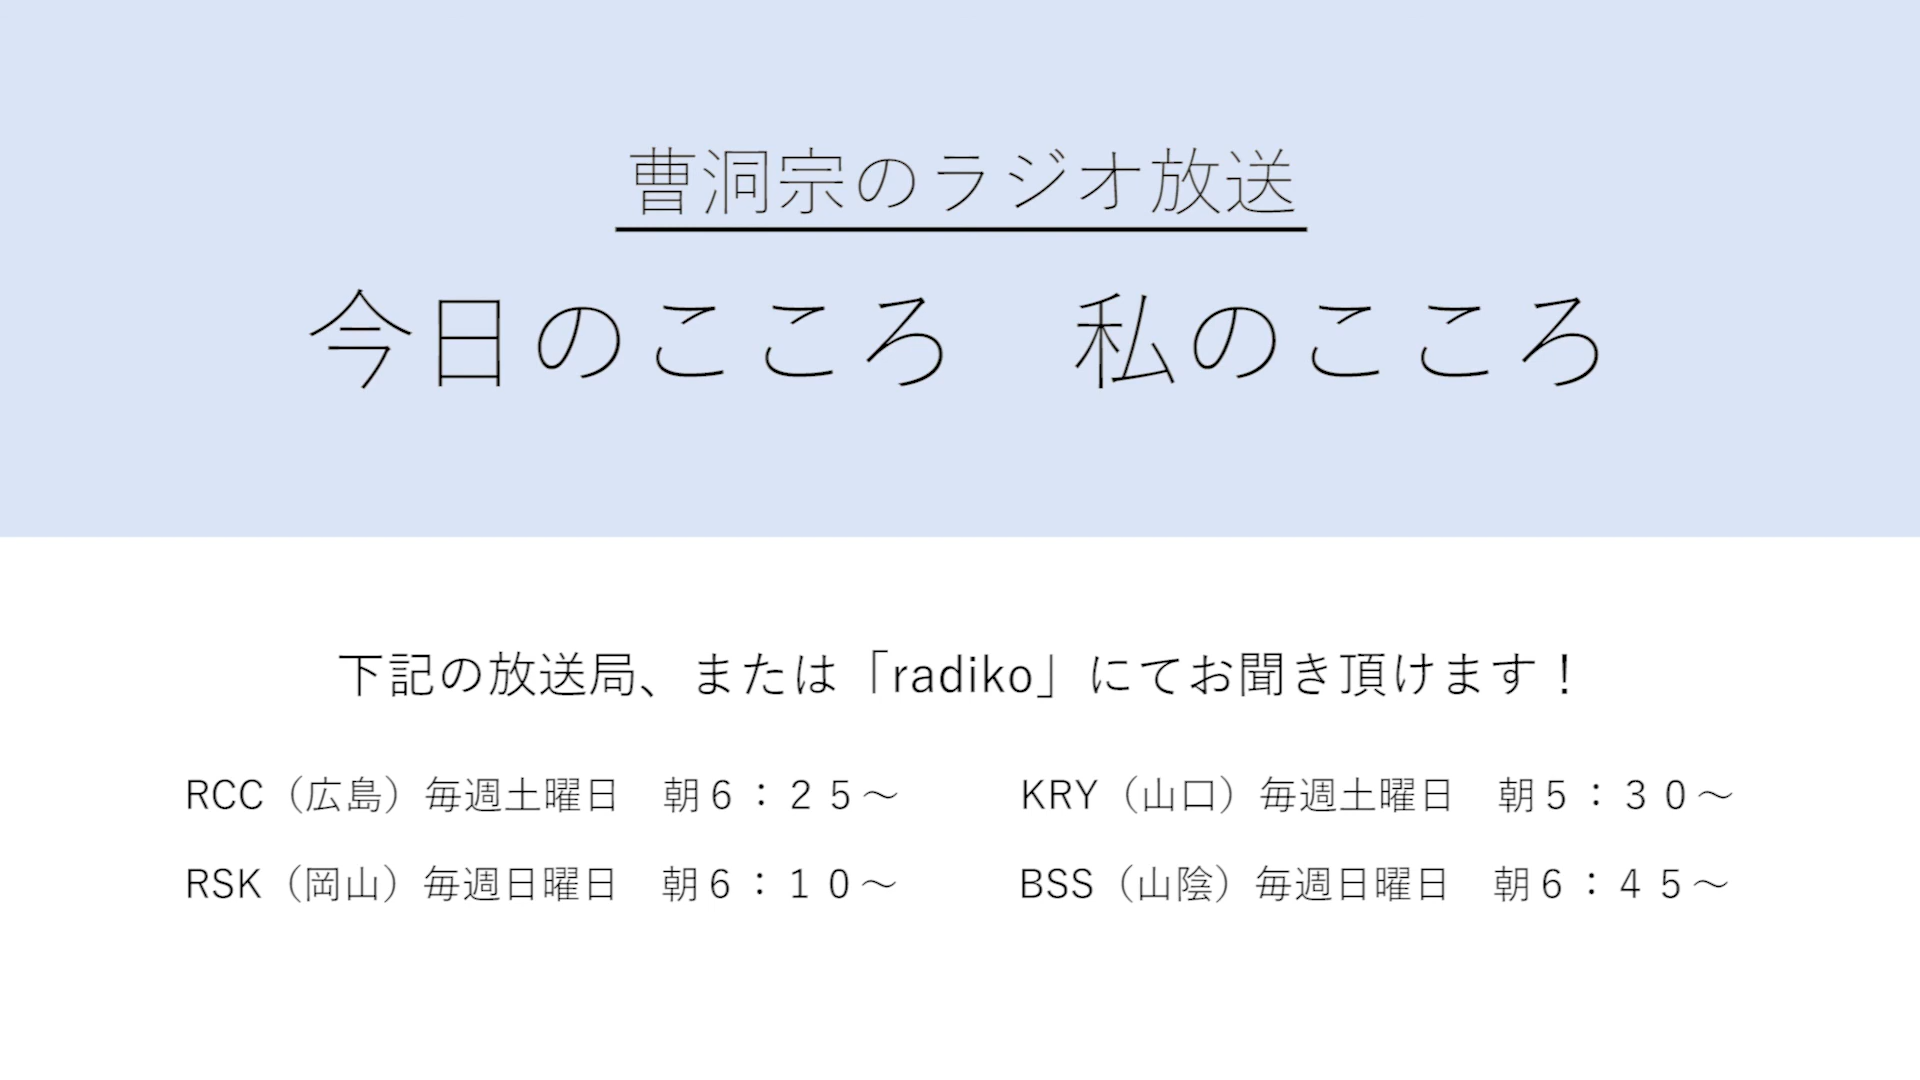 曹洞宗のラジオ放送
今日のこころ　私のこころ
下記の放送局、または「radiko」にてお聞き頂けます！
RCC（広島）毎週土曜日　朝６：２５～
KRY（山口）毎週土曜日　朝５：３０～
RSK（岡山）毎週日曜日　朝６：１０～
BSS（山陰）毎週日曜日　朝６：４５～